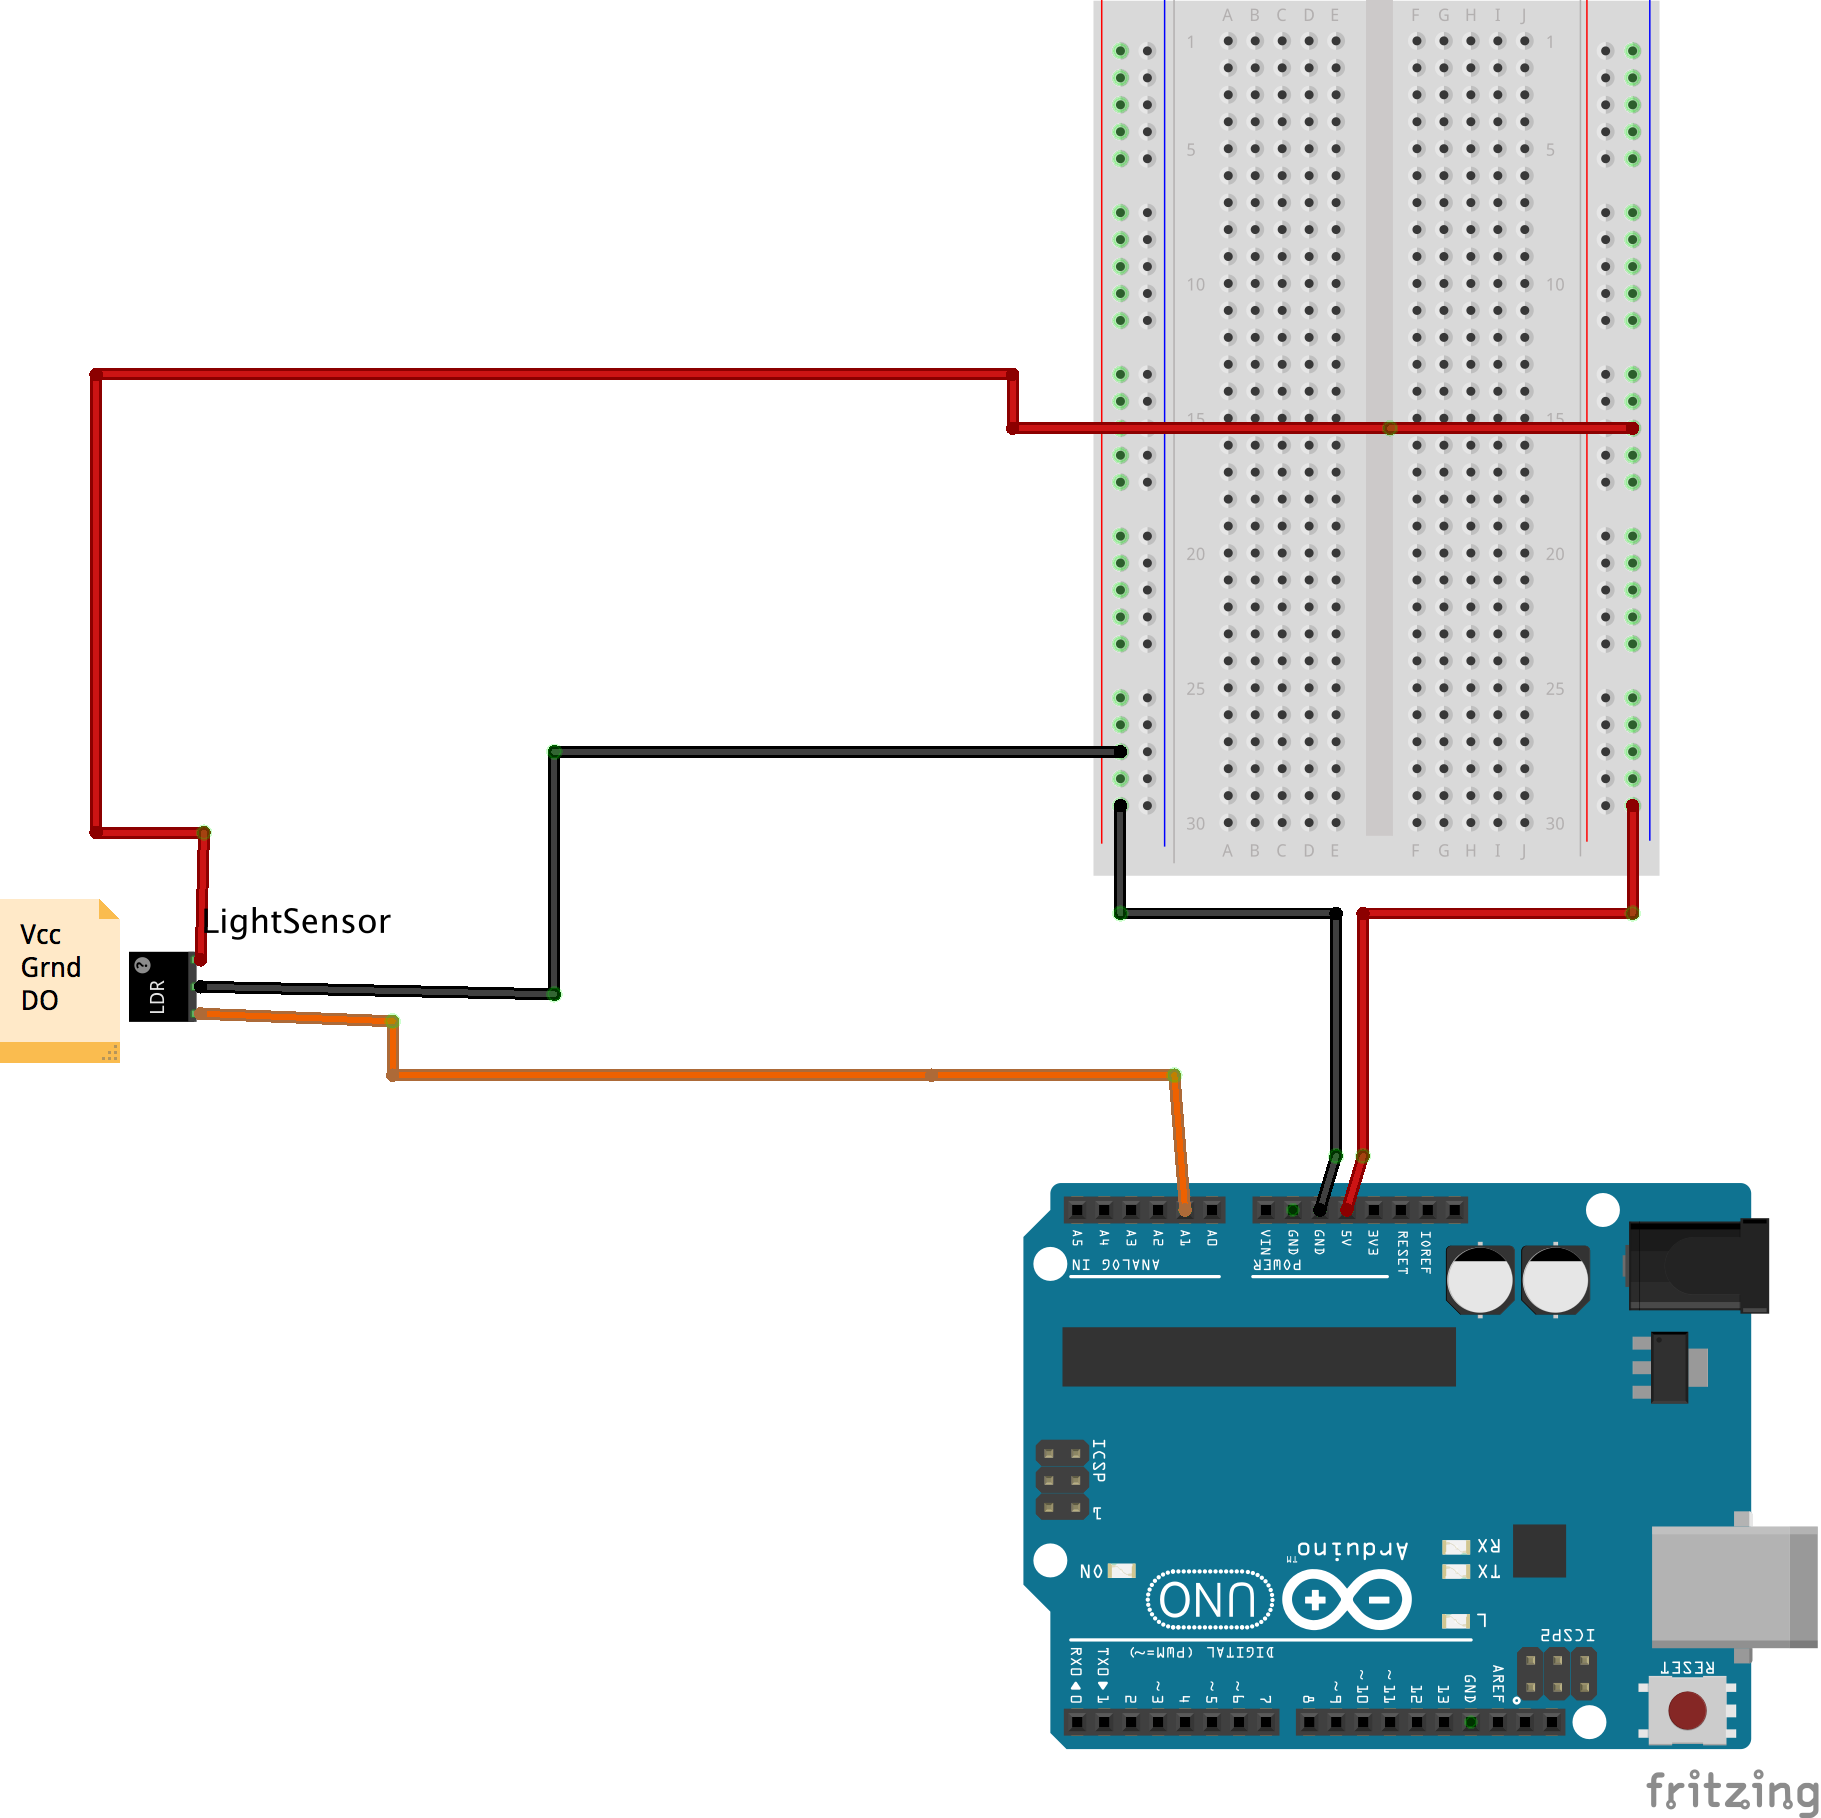 A B C D E F G H I J
1 1
5 5
10 10
15 15
20 20
25 25
30 30
A B C D E F G H I J
LightSensor
Vcc
Grnd
DO
LDR
?
A5 A4 A3 A2 A1 A0 VIN GND GND 5V 3V3 RESET IOREF
ANALOG IN POWER
ICSP
1
Arduino™
RX
TX
ON
UNO
L
ICSP2
DIGITAL (PWM=~)
RESET
RX0 TX0 AREF
0 1 2 ~3 4 ~5 ~6 7 8 ~9 ~10 ~11 12 13 GND
fritzing